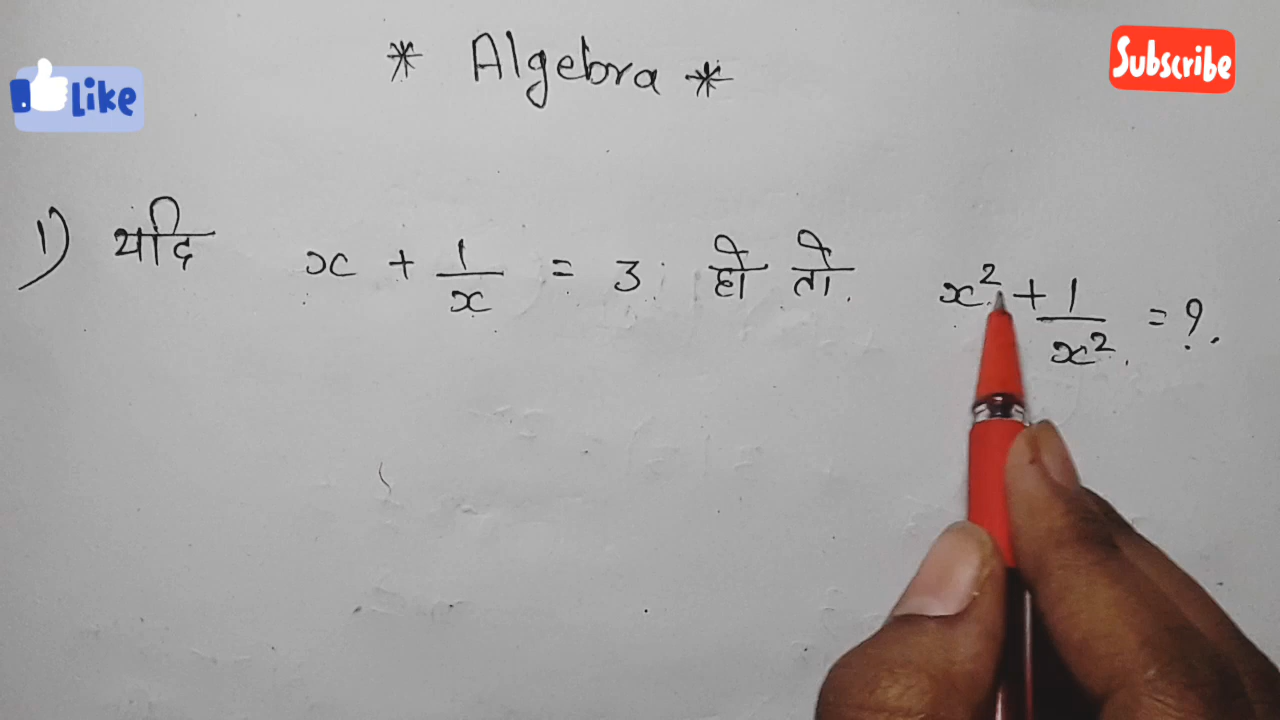 * Algebra *
Like
Subscribe
1) यदि x + 1/x = 3 हो तो x² + 1/x² = ?